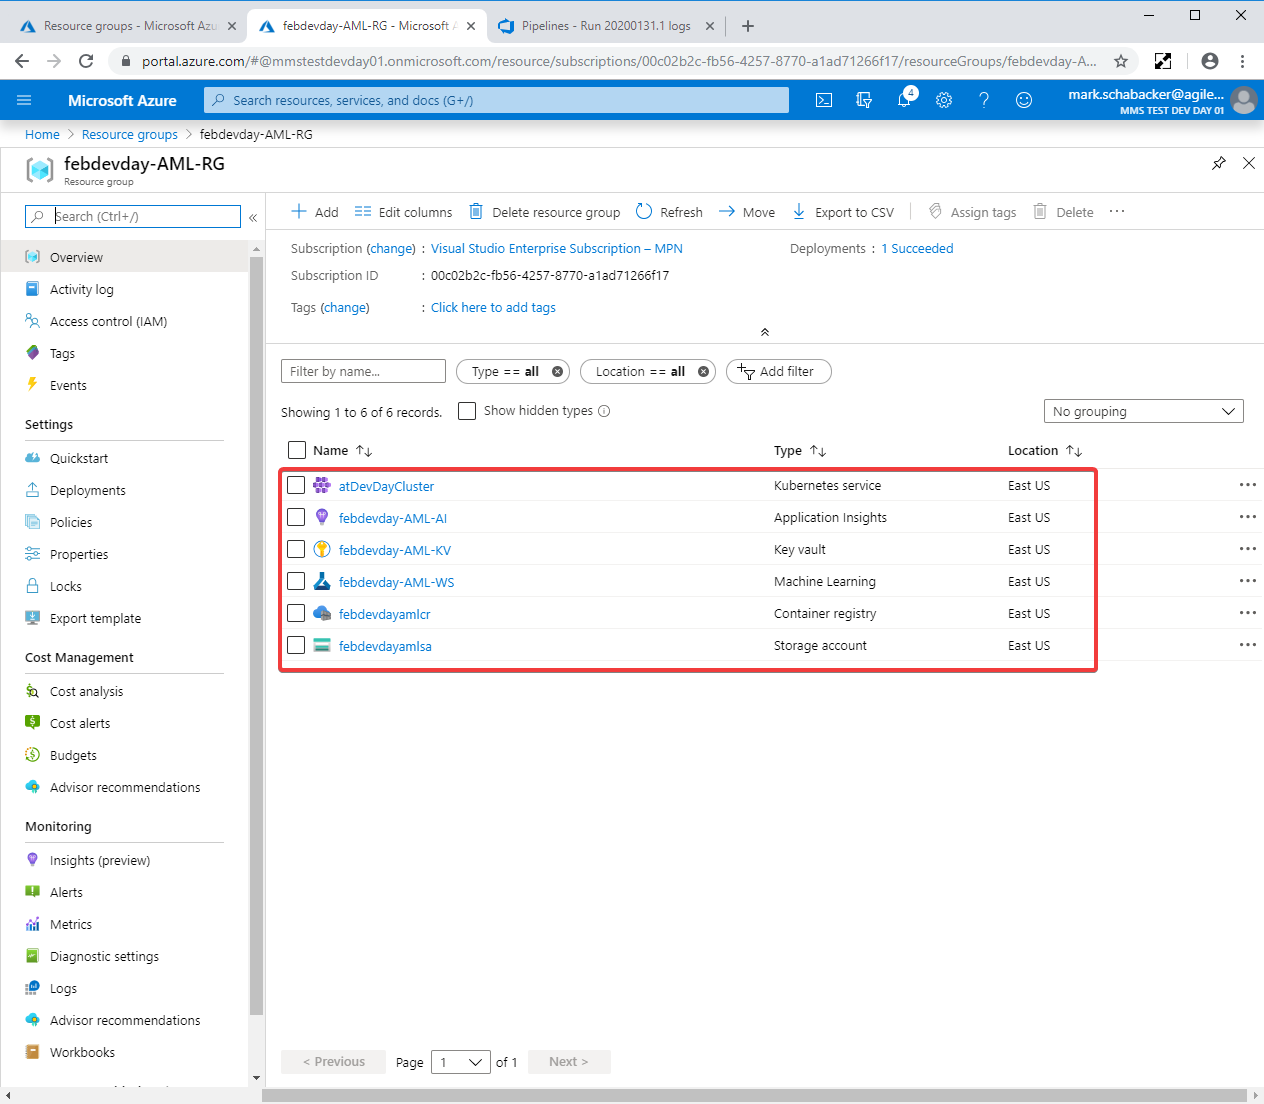 Resource groups - Microsoft Azu
febdevday-AML-RG - Microsoft A
Pipelines - Run 20200131.1 logs
portal.azure.com/#@mmstestdevday01.onmicrosoft.com/resource/subscriptions/00c02b2c-fb56-4257-8770-a1ad71266f17/resourceGroups/febdevday-A...
Microsoft Azure
Search resources, services, and docs (G+/)
4
mark.schabacker@agile...
MMS TEST DEV DAY 01
Home > Resource groups > febdevday-AML-RG
febdevday-AML-RG
Resource group
Search (Ctrl+/)
«
Overview
Activity log
Access control (IAM)
Tags
Events
Settings
Quickstart
Deployments
Policies
Properties
Locks
Export template
Cost Management
Cost analysis
Cost alerts
Budgets
Advisor recommendations
Monitoring
Insights (preview)
Alerts
Metrics
Diagnostic settings
Logs
Advisor recommendations
Workbooks
Add Edit columns Delete resource group Refresh Move Export to CSV Assign tags Delete ...
Subscription (change) : Visual Studio Enterprise Subscription – MPN
Deployments : 1 Succeeded
Subscription ID : 00c02b2c-fb56-4257-8770-a1ad71266f17
Tags (change) : Click here to add tags
Filter by name...
Type == all
Location == all
Add filter
Showing 1 to 6 of 6 records.
Show hidden types
No grouping
Name Type Location
atDevDayCluster Kubernetes service East US
febdevday-AML-AI Application Insights East US
febdevday-AML-KV Key vault East US
febdevday-AML-WS Machine Learning East US
febdevdayamlcr Container registry East US
febdevdayamlsa Storage account East US
< Previous Page 1 of 1 Next >